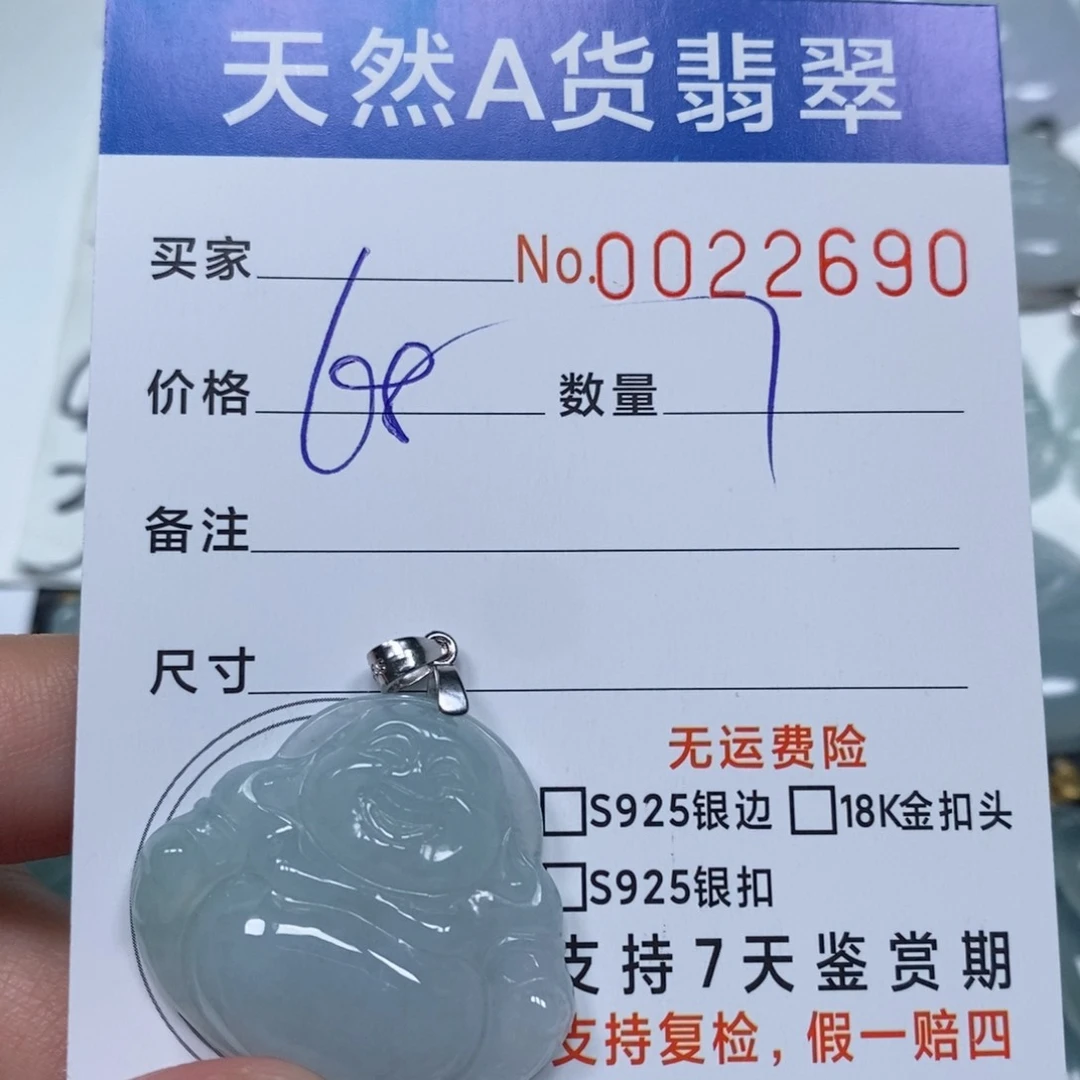 天然A货翡翠
买家 No.0022690
价格 68 数量 7
备注
尺寸
无运费险
S925银边 18K金扣头
S925银扣
支持7天鉴赏期
支持复检，假一赔四